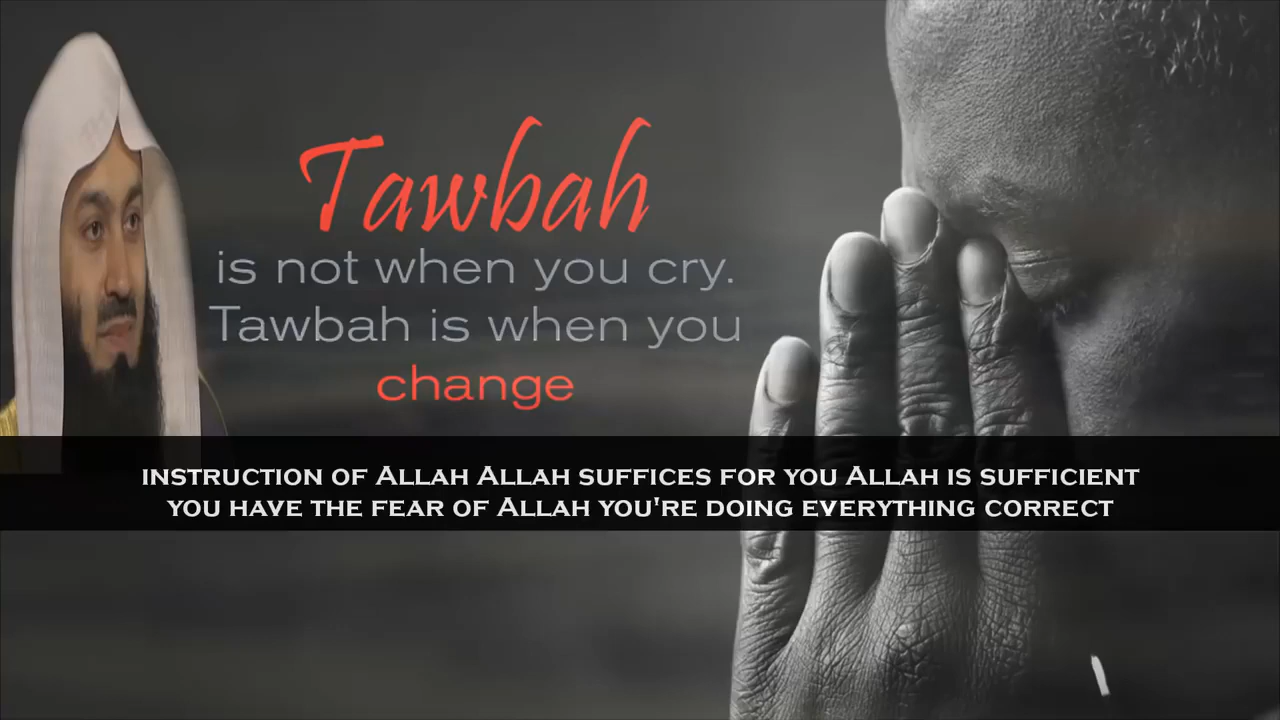 Tawbah
is not when you cry.
Tawbah is when you
change
INSTRUCTION OF ALLAH ALLAH SUFFICES FOR YOU ALLAH IS SUFFICIENT
YOU HAVE THE FEAR OF ALLAH YOU'RE DOING EVERYTHING CORRECT